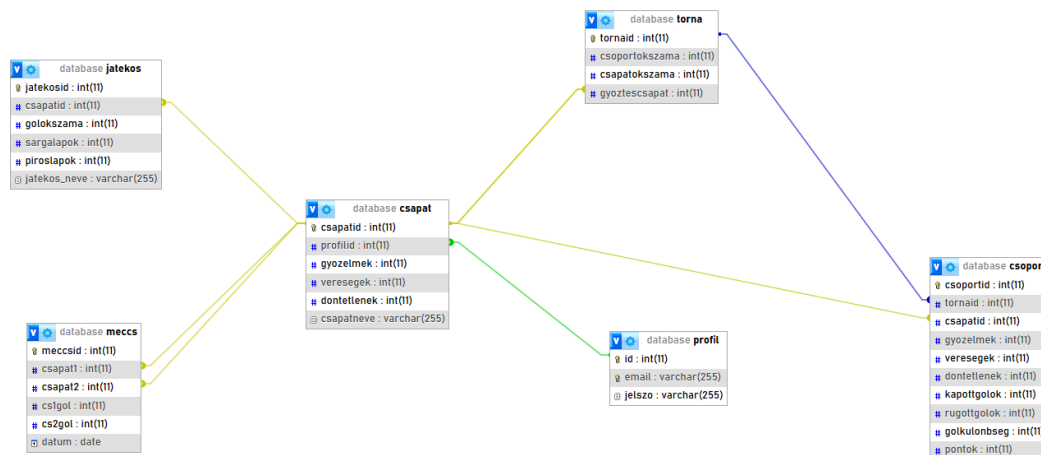 database torna
tornaid : int(11)
csoportokszama : int(11)
csapatokszama : int(11)
gyoztescsapat : int(11)
database jatekos
jatekosid : int(11)
csapatid : int(11)
golokszama : int(11)
sargalapok : int(11)
piroslapok : int(11)
jatekos_neve : varchar(255)
database csapat
csapatid : int(11)
profilid : int(11)
gyozelmek : int(11)
veresegek : int(11)
dontetlenek : int(11)
csapatneve : varchar(255)
database meccs
meccsid : int(11)
csapat1 : int(11)
csapat2 : int(11)
cs1gol : int(11)
cs2gol : int(11)
datum : date
database profil
id : int(11)
email : varchar(255)
jelszo : varchar(255)
database csopor
csoportid : int(11)
tornaid : int(11)
csapatid : int(11)
gyozelmek : int(11)
veresegek : int(11)
dontetlenek : int(11)
kapottgolok : int(11)
rugottgolok : int(11)
golkulonbseg : int(11)
pontok : int(11)